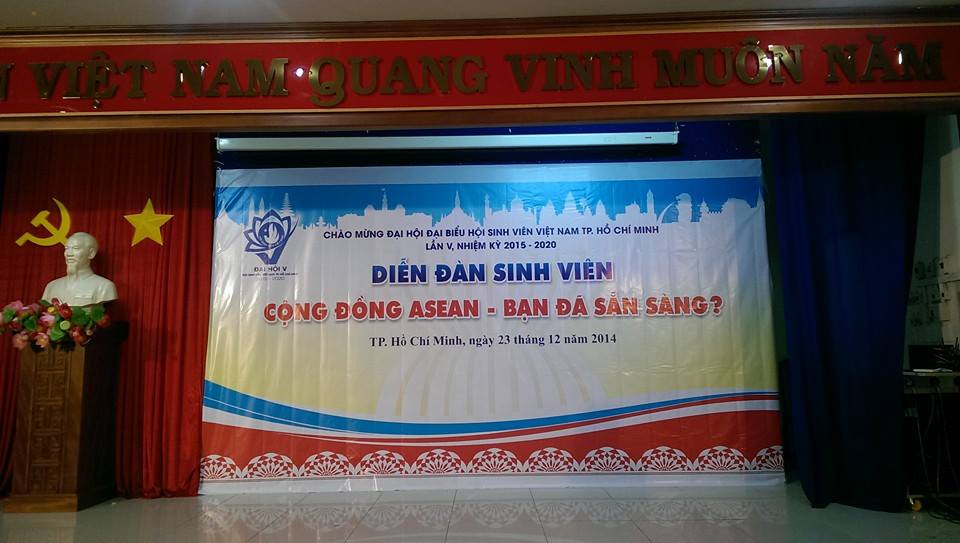 VIỆT NAM QUANG VINH MUÔN NĂM
CHÀO MỪNG ĐẠI HỘI ĐẠI BIỂU HỘI SINH VIÊN VIỆT NAM TP. HỒ CHÍ MINH
LẦN V, NHIỆM KỲ 2015 - 2020
ĐẠI HỘI V
DIỄN ĐÀN SINH VIÊN
CỘNG ĐỒNG ASEAN - BẠN ĐÃ SẴN SÀNG?
TP. Hồ Chí Minh, ngày 23 tháng 12 năm 2014